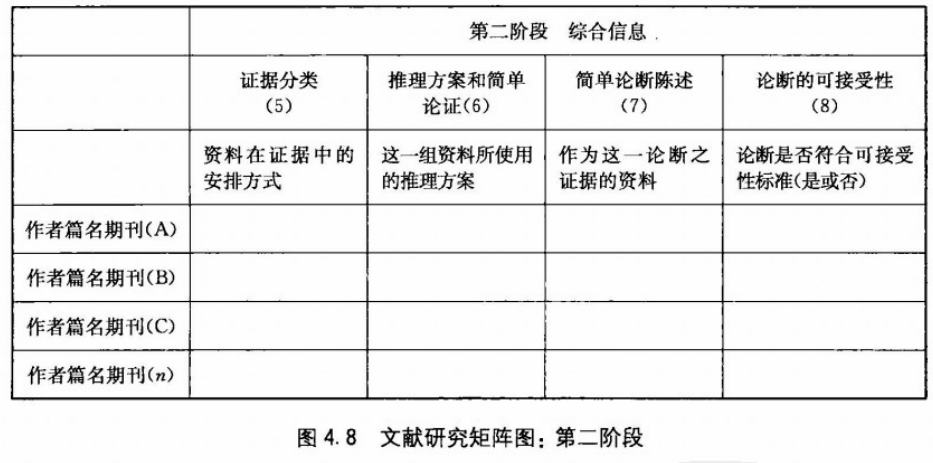 第二阶段 综合信息
证据分类
(5)
推理方案和简单
论证(6)
简单论断陈述
(7)
论断的可接受性
(8)
资料在证据中的
安排方式
这一组资料所使用
的推理方案
作为这一论断之
证据的资料
论断是否符合可接受
性标准(是或否)
作者篇名期刊(A)
作者篇名期刊(B)
作者篇名期刊(C)
作者篇名期刊(n)
图 4.8 文献研究矩阵图：第二阶段